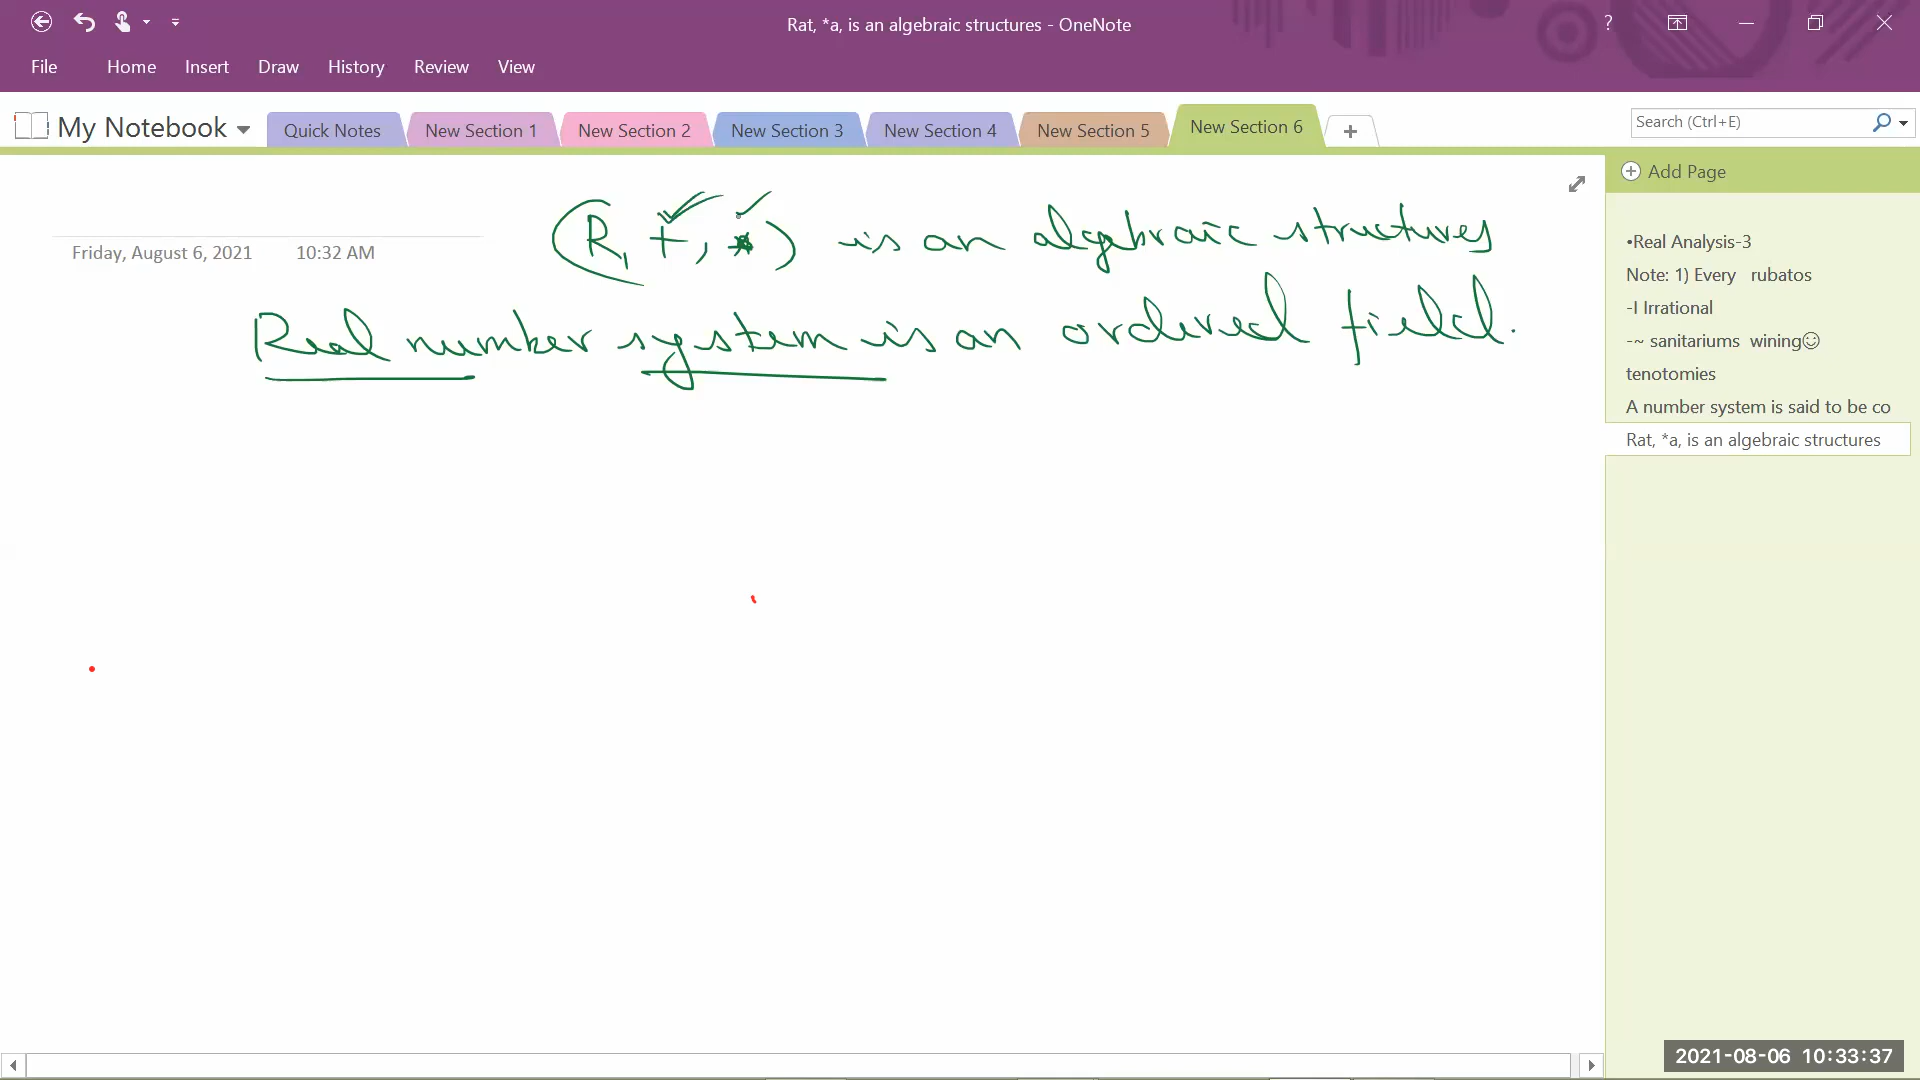 Rat, *a, is an algebraic structures - OneNote
?
File Home Insert Draw History Review View
My Notebook
Quick Notes New Section 1 New Section 2 New Section 3 New Section 4 New Section 5 New Section 6 +
Search (Ctrl+E)
(R, +, *) is an algebraic structures
Friday, August 6, 2021 10:32 AM
Real number system is an ordered field.
Add Page
•Real Analysis-3
Note: 1) Every rubatos
-I Irrational
-~ sanitariums wining☺
tenotomies
A number system is said to be co
Rat, *a, is an algebraic structures
2021-08-06 10:33:37